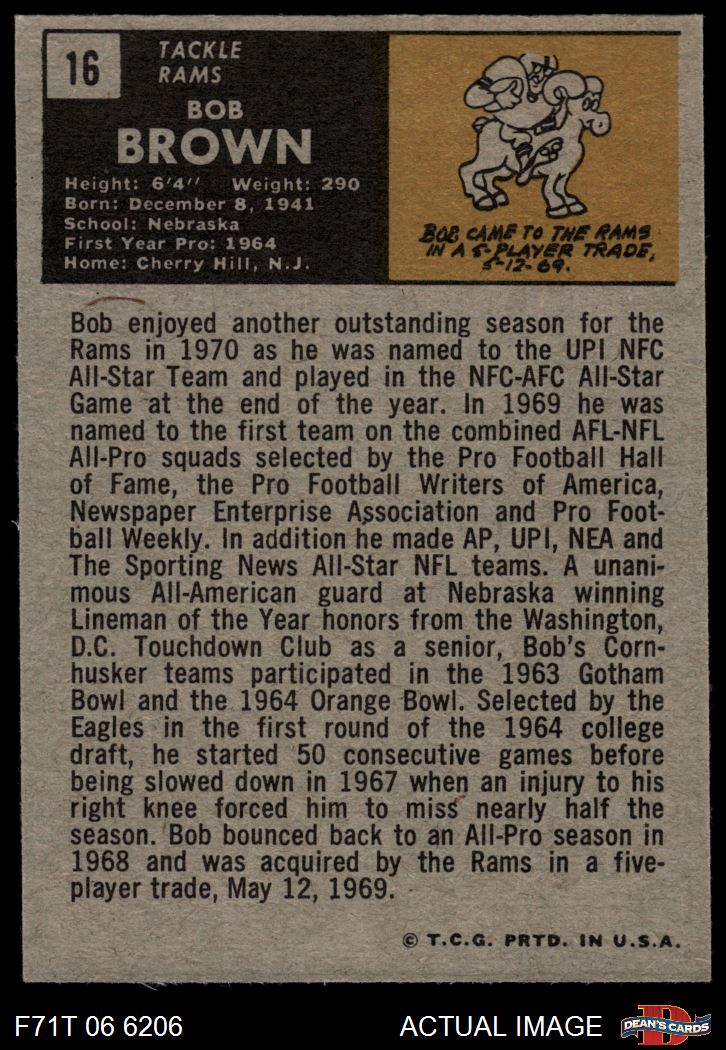 16
TACKLE
RAMS
BOB
BROWN
Height: 6'4" Weight: 290
Born: December 8, 1941
School: Nebraska
First Year Pro: 1964
Home: Cherry Hill, N.J.
BOB CAME TO THE RAMS
IN A 5-PLAYER TRADE,
5-12-69.
Bob enjoyed another outstanding season for the
Rams in 1970 as he was named to the UPI NFC
All-Star Team and played in the NFC-AFC All-Star
Game at the end of the year. In 1969 he was
named to the first team on the combined AFL-NFL
All-Pro squads selected by the Pro Football Hall
of Fame, the Pro Football Writers of America,
Newspaper Enterprise Association and Pro Foot-
ball Weekly. In addition he made AP, UPI, NEA and
The Sporting News All-Star NFL teams. A unani-
mous All-American guard at Nebraska winning
Lineman of the Year honors from the Washington,
D.C. Touchdown Club as a senior, Bob's Corn-
husker teams participated in the 1963 Gotham
Bowl and the 1964 Orange Bowl. Selected by the
Eagles in the first round of the 1964 college
draft, he started 50 consecutive games before
being slowed down in 1967 when an injury to his
right knee forced him to miss nearly half the
season. Bob bounced back to an All-Pro season in
1968 and was acquired by the Rams in a five-
player trade, May 12, 1969.
© T.C.G. PRTD. IN U.S.A.
F71T 06 6206 ACTUAL IMAGE
D
DEAN'S CARDS